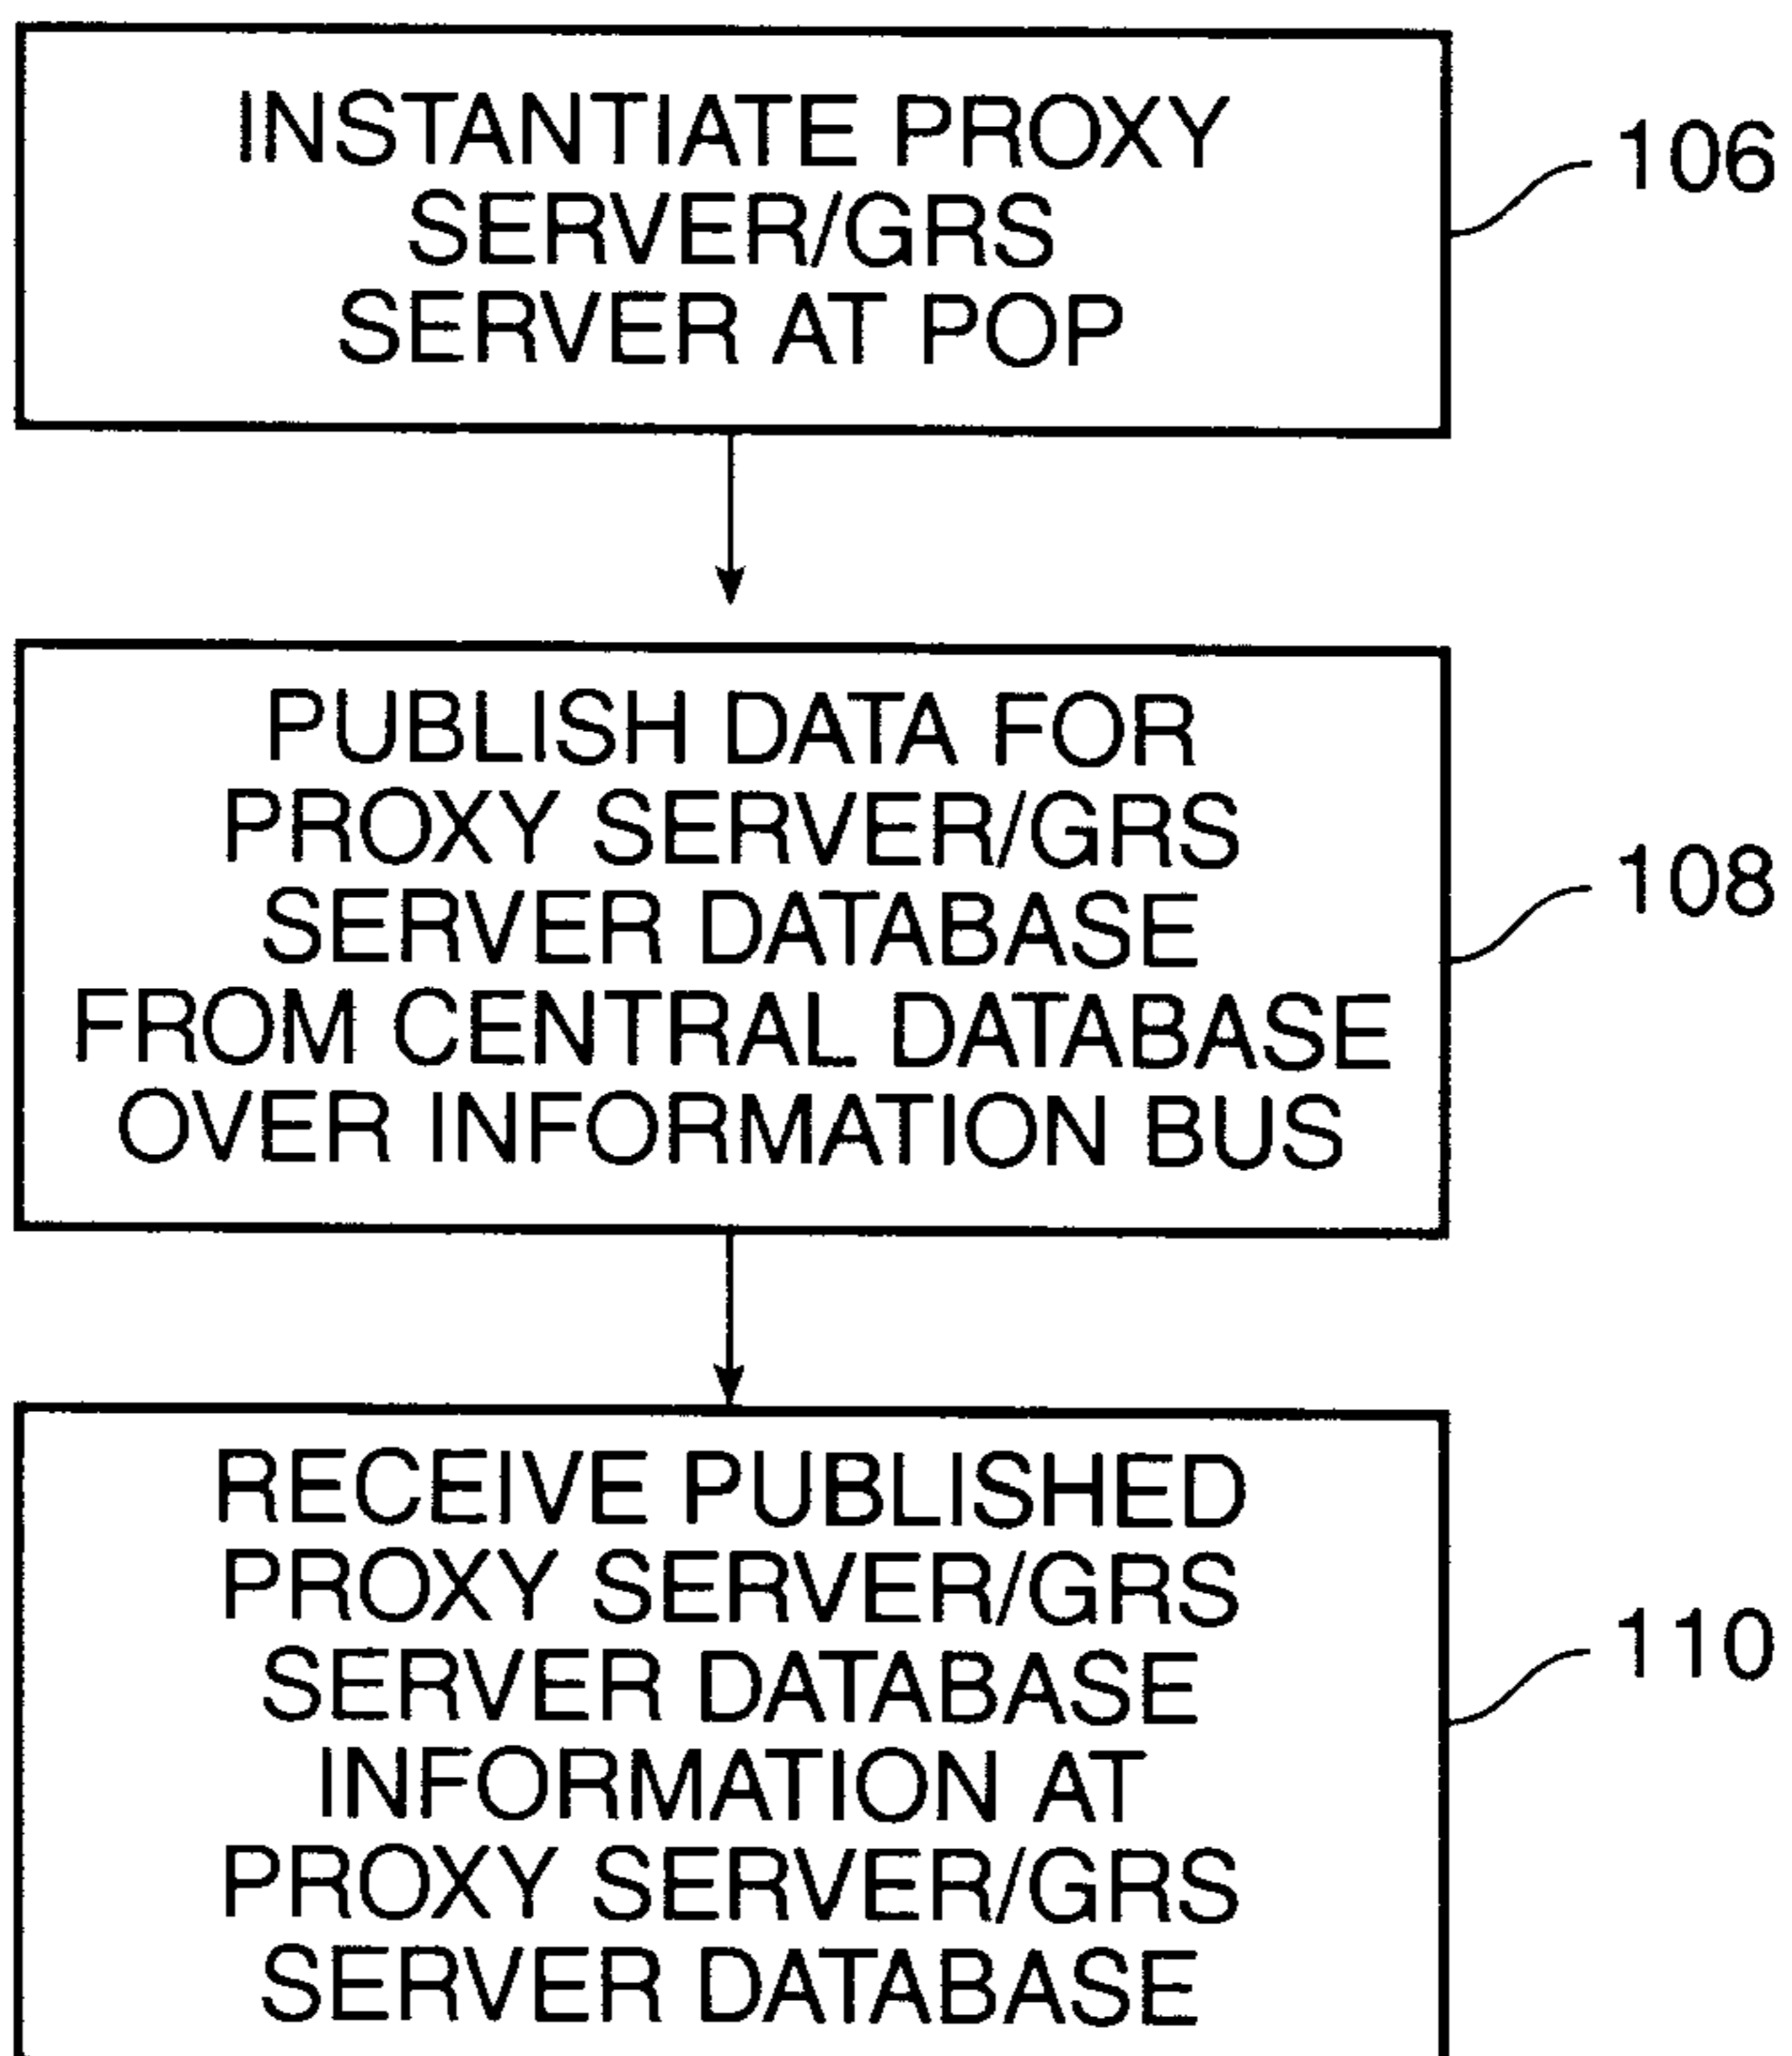 INSTANTIATE PROXY
SERVER/GRS
SERVER AT POP
106
PUBLISH DATA FOR
PROXY SERVER/GRS
SERVER DATABASE
FROM CENTRAL DATABASE
OVER INFORMATION BUS
108
RECEIVE PUBLISHED
PROXY SERVER/GRS
SERVER DATABASE
INFORMATION AT
PROXY SERVER/GRS
SERVER DATABASE
110